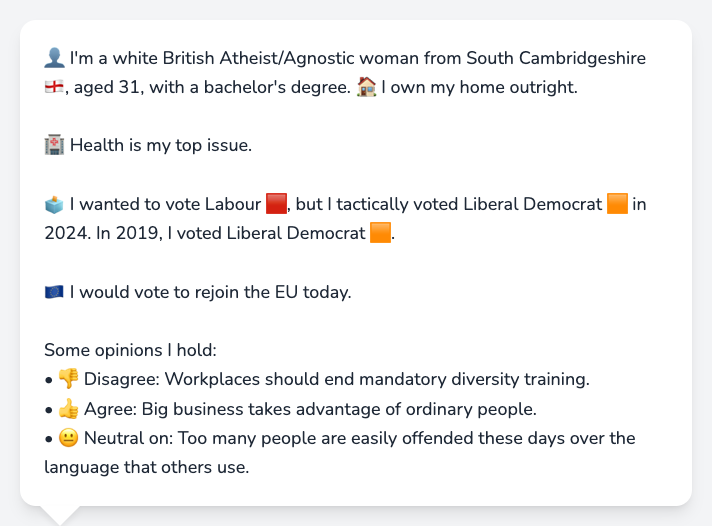 👤 I'm a white British Atheist/Agnostic woman from South Cambridgeshire
🏴󠁧󠁢󠁥󠁮󠁧󠁿, aged 31, with a bachelor's degree. 🏠 I own my home outright.
🏥 Health is my top issue.
🗳️ I wanted to vote Labour 🟥, but I tactically voted Liberal Democrat 🟧 in
2024. In 2019, I voted Liberal Democrat 🟧.
🇪🇺 I would vote to rejoin the EU today.
Some opinions I hold:
• 👎 Disagree: Workplaces should end mandatory diversity training.
• 👍 Agree: Big business takes advantage of ordinary people.
• 😐 Neutral on: Too many people are easily offended these days over the
language that others use.